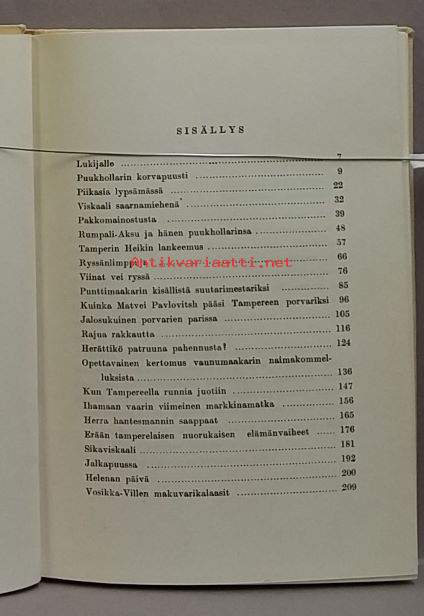 SISÄLLYS
Lukijalle 7
Puukhollarin korvapuusti 9
Piikasia lypsämässä 22
Viskaali saarnamiehenä 32
Pakkomainostusta 39
Rumpali-Aksu ja hänen puukhollarinsa 48
Tamperin Heikin lankeemus 57
Ryssänlimppuja 66
Antikvariaatti.net
Viinat vei ryssä 76
Punttimaakarin kisällistä suutarimestariksi 85
Kuinka Matvei Pavlovitsh pääsi Tampereen porvariksi 96
Jalosukuinen porvarien parissa 105
Rajua rakkautta 116
Herättikö patruuna pahennusta? 124
Opettavainen kertomus vaunumaakarin naimakommel-
luksista 136
Kun Tampereella runnia juotiin 147
Ihamaan vaarin viimeinen markkinamatka 156
Herra hantesmannin saappaat 165
Erään tamperelaisen nuorukaisen elämänvaiheet 176
Sikaviskaali 181
Jalkapuussa 192
Helenan päivä 200
Vosikka-Villen makuvarikalaasit 209